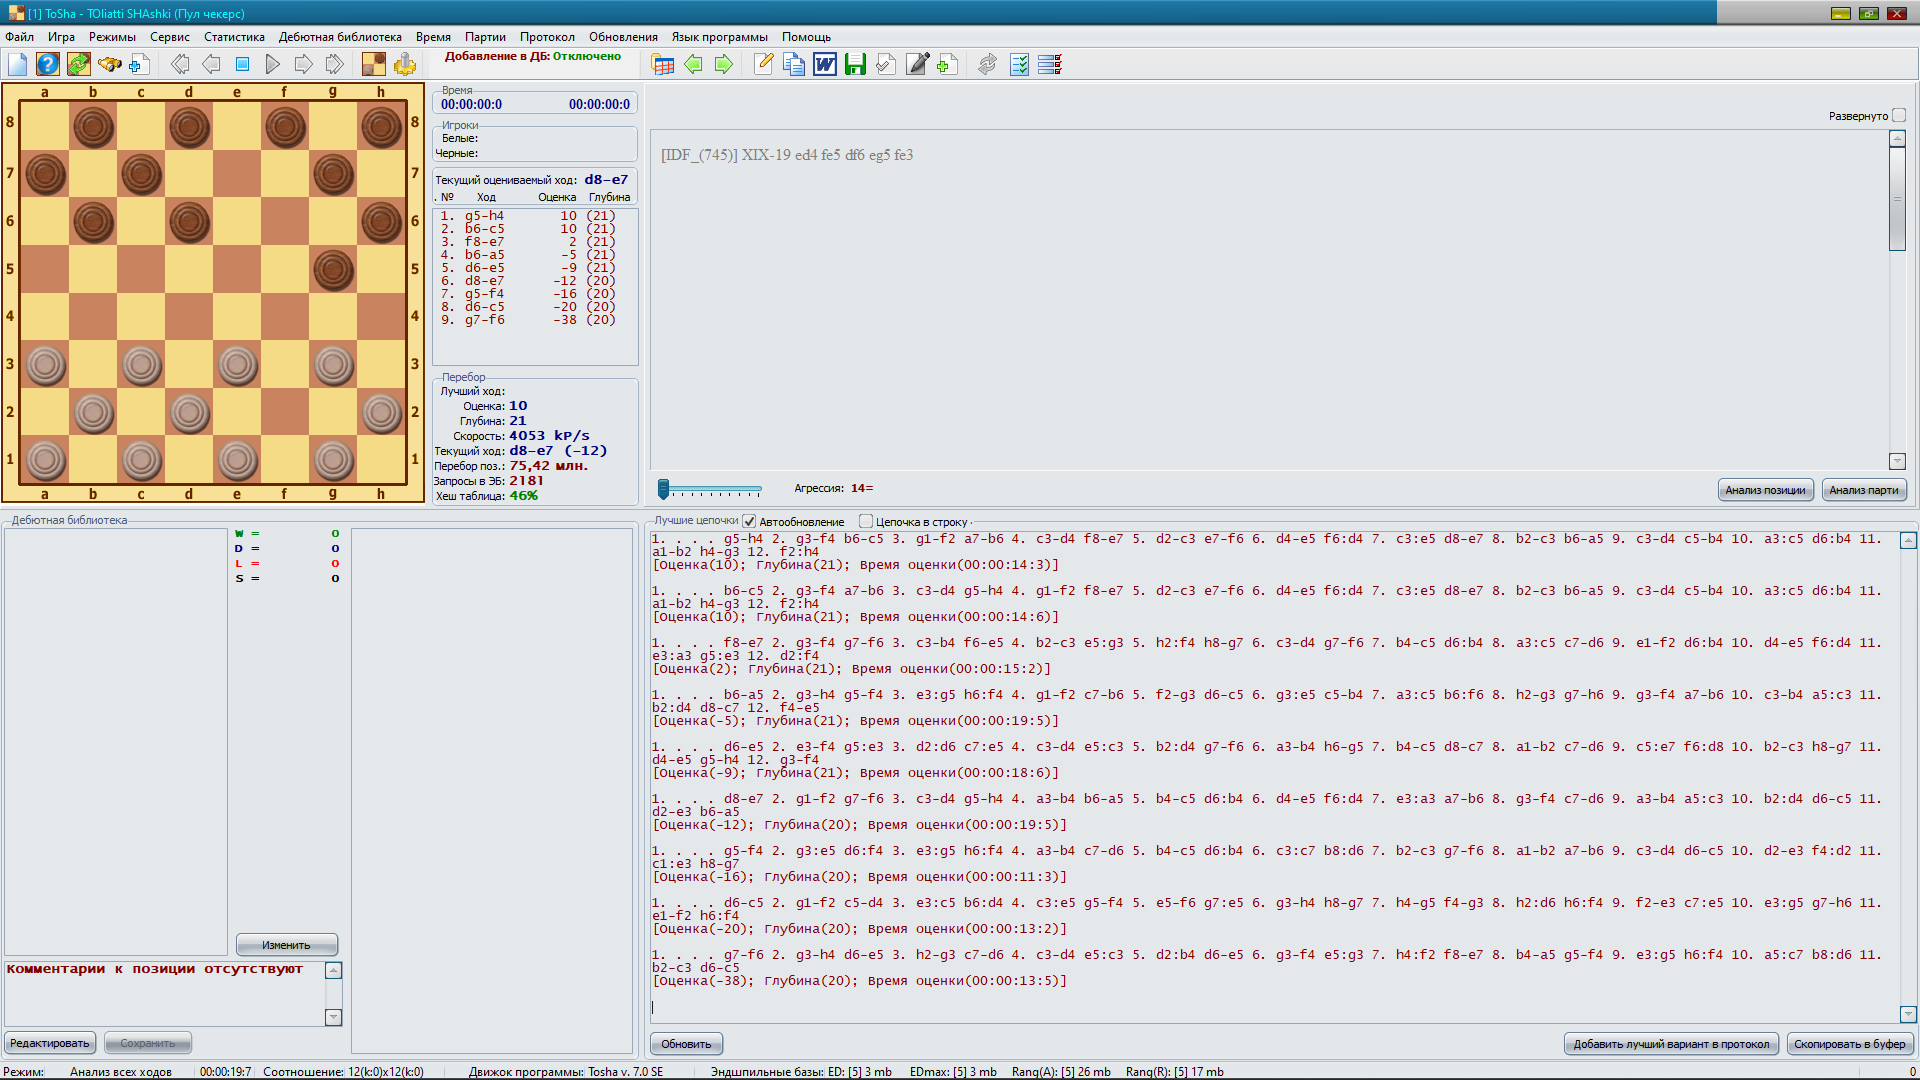 [1] ToSha - TOliatti SHAshki (Пул чекерс)
Файл Игра Режимы Сервис Статистика Дебютная библиотека Время Партии Протокол Обновления Язык программы Помощь
Добавление в ДБ: Отключено
a b c d e f g h
8 8
7 7
6 6
5 5
4 4
3 3
2 2
1 1
a b c d e f g h
Время
00:00:00:0 00:00:00:0
Игроки
Белые:
Черные:
Текущий оцениваемый ход: d8-e7
. № Ход Оценка Глубина
1. g5-h4 10 (21)
2. b6-c5 10 (21)
3. f8-e7 2 (21)
4. b6-a5 -5 (21)
5. d6-e5 -9 (21)
6. d8-e7 -12 (20)
7. g5-f4 -16 (20)
8. d6-c5 -20 (20)
9. g7-f6 -38 (20)
Перебор
Лучший ход:
Оценка: 10
Глубина: 21
Скорость: 4053 kP/s
Текущий ход: d8-e7 (-12)
Перебор поз.: 75,42 млн.
Запросы в ЭБ: 2181
Хеш таблица: 46%
Развернуто
[IDF_(745)] XIX-19 ed4 fe5 df6 eg5 fe3
Агрессия: 14=
Анализ позиции Анализ парти
Дебютная библиотека
W = 0
D = 0
L = 0
S = 0
Изменить
Комментарии к позиции отсутствуют
Редактировать Сохранить
Лучшие цепочки Автообновление Цепочка в строку
1. . . . g5-h4 2. g3-f4 b6-c5 3. g1-f2 a7-b6 4. c3-d4 f8-e7 5. d2-c3 e7-f6 6. d4-e5 f6:d4 7. c3:e5 d8-e7 8. b2-c3 b6-a5 9. c3-d4 c5-b4 10. a3:c5 d6:b4 11.
a1-b2 h4-g3 12. f2:h4
[Оценка(10); Глубина(21); Время оценки(00:00:14:3)]
1. . . . b6-c5 2. g3-f4 a7-b6 3. c3-d4 g5-h4 4. g1-f2 f8-e7 5. d2-c3 e7-f6 6. d4-e5 f6:d4 7. c3:e5 d8-e7 8. b2-c3 b6-a5 9. c3-d4 c5-b4 10. a3:c5 d6:b4 11.
a1-b2 h4-g3 12. f2:h4
[Оценка(10); Глубина(21); Время оценки(00:00:14:6)]
1. . . . f8-e7 2. g3-f4 g7-f6 3. c3-b4 f6-e5 4. b2-c3 e5:g3 5. h2:f4 h8-g7 6. c3-d4 g7-f6 7. b4-c5 d6:b4 8. a3:c5 c7-d6 9. e1-f2 d6:b4 10. d4-e5 f6:d4 11.
e3:a3 g5:e3 12. d2:f4
[Оценка(2); Глубина(21); Время оценки(00:00:15:2)]
1. . . . b6-a5 2. g3-h4 g5-f4 3. e3:g5 h6:f4 4. g1-f2 c7-b6 5. f2-g3 d6-c5 6. g3:e5 c5-b4 7. a3:c5 b6:f6 8. h2-g3 g7-h6 9. g3-f4 a7-b6 10. c3-b4 a5:c3 11.
b2:d4 d8-c7 12. f4-e5
[Оценка(-5); Глубина(21); Время оценки(00:00:19:5)]
1. . . . d6-e5 2. e3-f4 g5:e3 3. d2:d6 c7:e5 4. c3-d4 e5:c3 5. b2:d4 g7-f6 6. a3-b4 h6-g5 7. b4-c5 d8-c7 8. a1-b2 c7-d6 9. c5:e7 f6:d8 10. b2-c3 h8-g7 11.
d4-e5 g5-h4 12. g3-f4
[Оценка(-9); Глубина(21); Время оценки(00:00:18:6)]
1. . . . d8-e7 2. g1-f2 g7-f6 3. c3-d4 g5-h4 4. a3-b4 b6-a5 5. b4-c5 d6:b4 6. d4-e5 f6:d4 7. e3:a3 a7-b6 8. g3-f4 c7-d6 9. a3-b4 a5:c3 10. b2:d4 d6-c5 11.
d2-e3 b6-a5
[Оценка(-12); Глубина(20); Время оценки(00:00:19:5)]
1. . . . g5-f4 2. g3:e5 d6:f4 3. e3:g5 h6:f4 4. a3-b4 c7-d6 5. b4-c5 d6:b4 6. c3:c7 b8:d6 7. b2-c3 g7-f6 8. a1-b2 a7-b6 9. c3-d4 d6-c5 10. d2-e3 f4:d2 11.
c1:e3 h8-g7
[Оценка(-16); Глубина(20); Время оценки(00:00:11:3)]
1. . . . d6-c5 2. g1-f2 c5-d4 3. e3:c5 b6:d4 4. c3:e5 g5-f4 5. e5-f6 g7:e5 6. g3-h4 h8-g7 7. h4-g5 f4-g3 8. h2:d6 h6:f4 9. f2-e3 c7:e5 10. e3:g5 g7-h6 11.
e1-f2 h6:f4
[Оценка(-20); Глубина(20); Время оценки(00:00:13:2)]
1. . . . g7-f6 2. g3-h4 d6-e5 3. h2-g3 c7-d6 4. c3-d4 e5:c3 5. d2:b4 d6-e5 6. g3-f4 e5:g3 7. h4:f2 f8-e7 8. b4-a5 g5-f4 9. e3:g5 h6:f4 10. a5:c7 b8:d6 11.
b2-c3 d6-c5
[Оценка(-38); Глубина(20); Время оценки(00:00:13:5)]
Обновить Добавить лучший вариант в протокол Скопировать в буфер
Режим: Анализ всех ходов 00:00:19:7 Соотношение: 12(k:0)x12(k:0) Движок программы: Tosha v. 7.0 SE Эндшпильные базы: ED: [5] 3 mb EDmax: [5] 3 mb Rang(A): [5] 26 mb Rang(R): [5] 17 mb 0